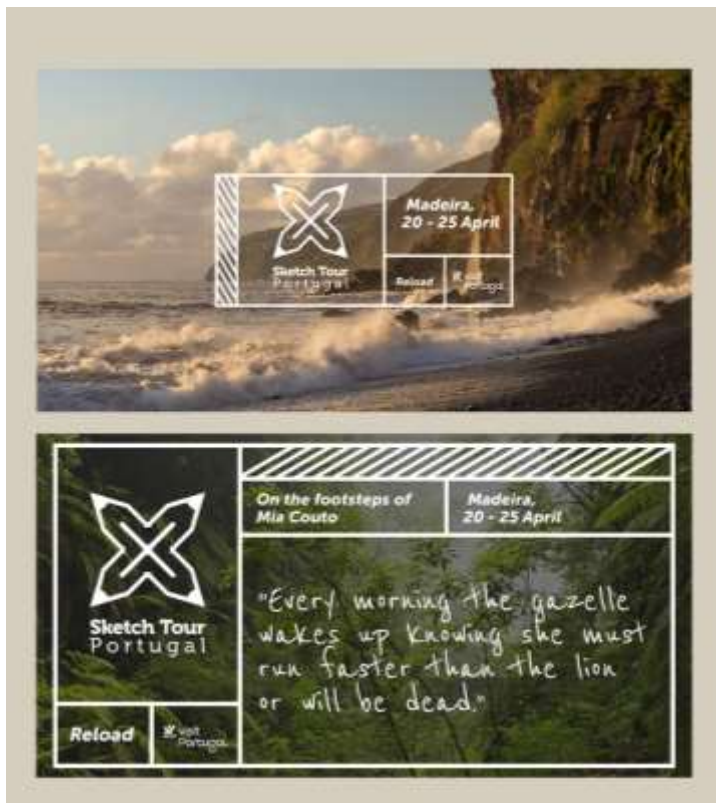 Sketch Tour
Portugal
Madeira,
20 - 25 April
Reload
Visit
Portugal
On the footsteps of
Mia Couto
Madeira,
20 - 25 April
Sketch Tour
Portugal
"Every morning the gazelle
wakes up knowing she must
run faster than the lion
or will be dead."
Reload
Visit
Portugal